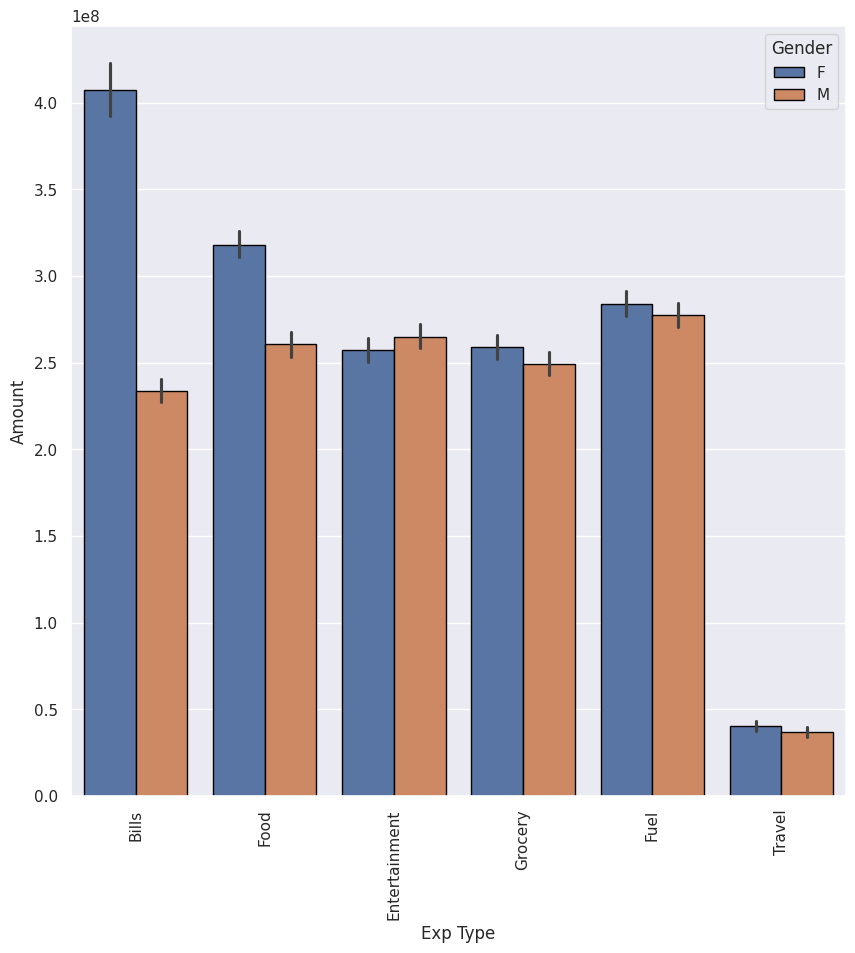 1e8
Gender
F
M
4.0
3.5
3.0
2.5
2.0
1.5
1.0
0.5
0.0
Amount
Bills
Food
Entertainment
Grocery
Fuel
Travel
Exp Type